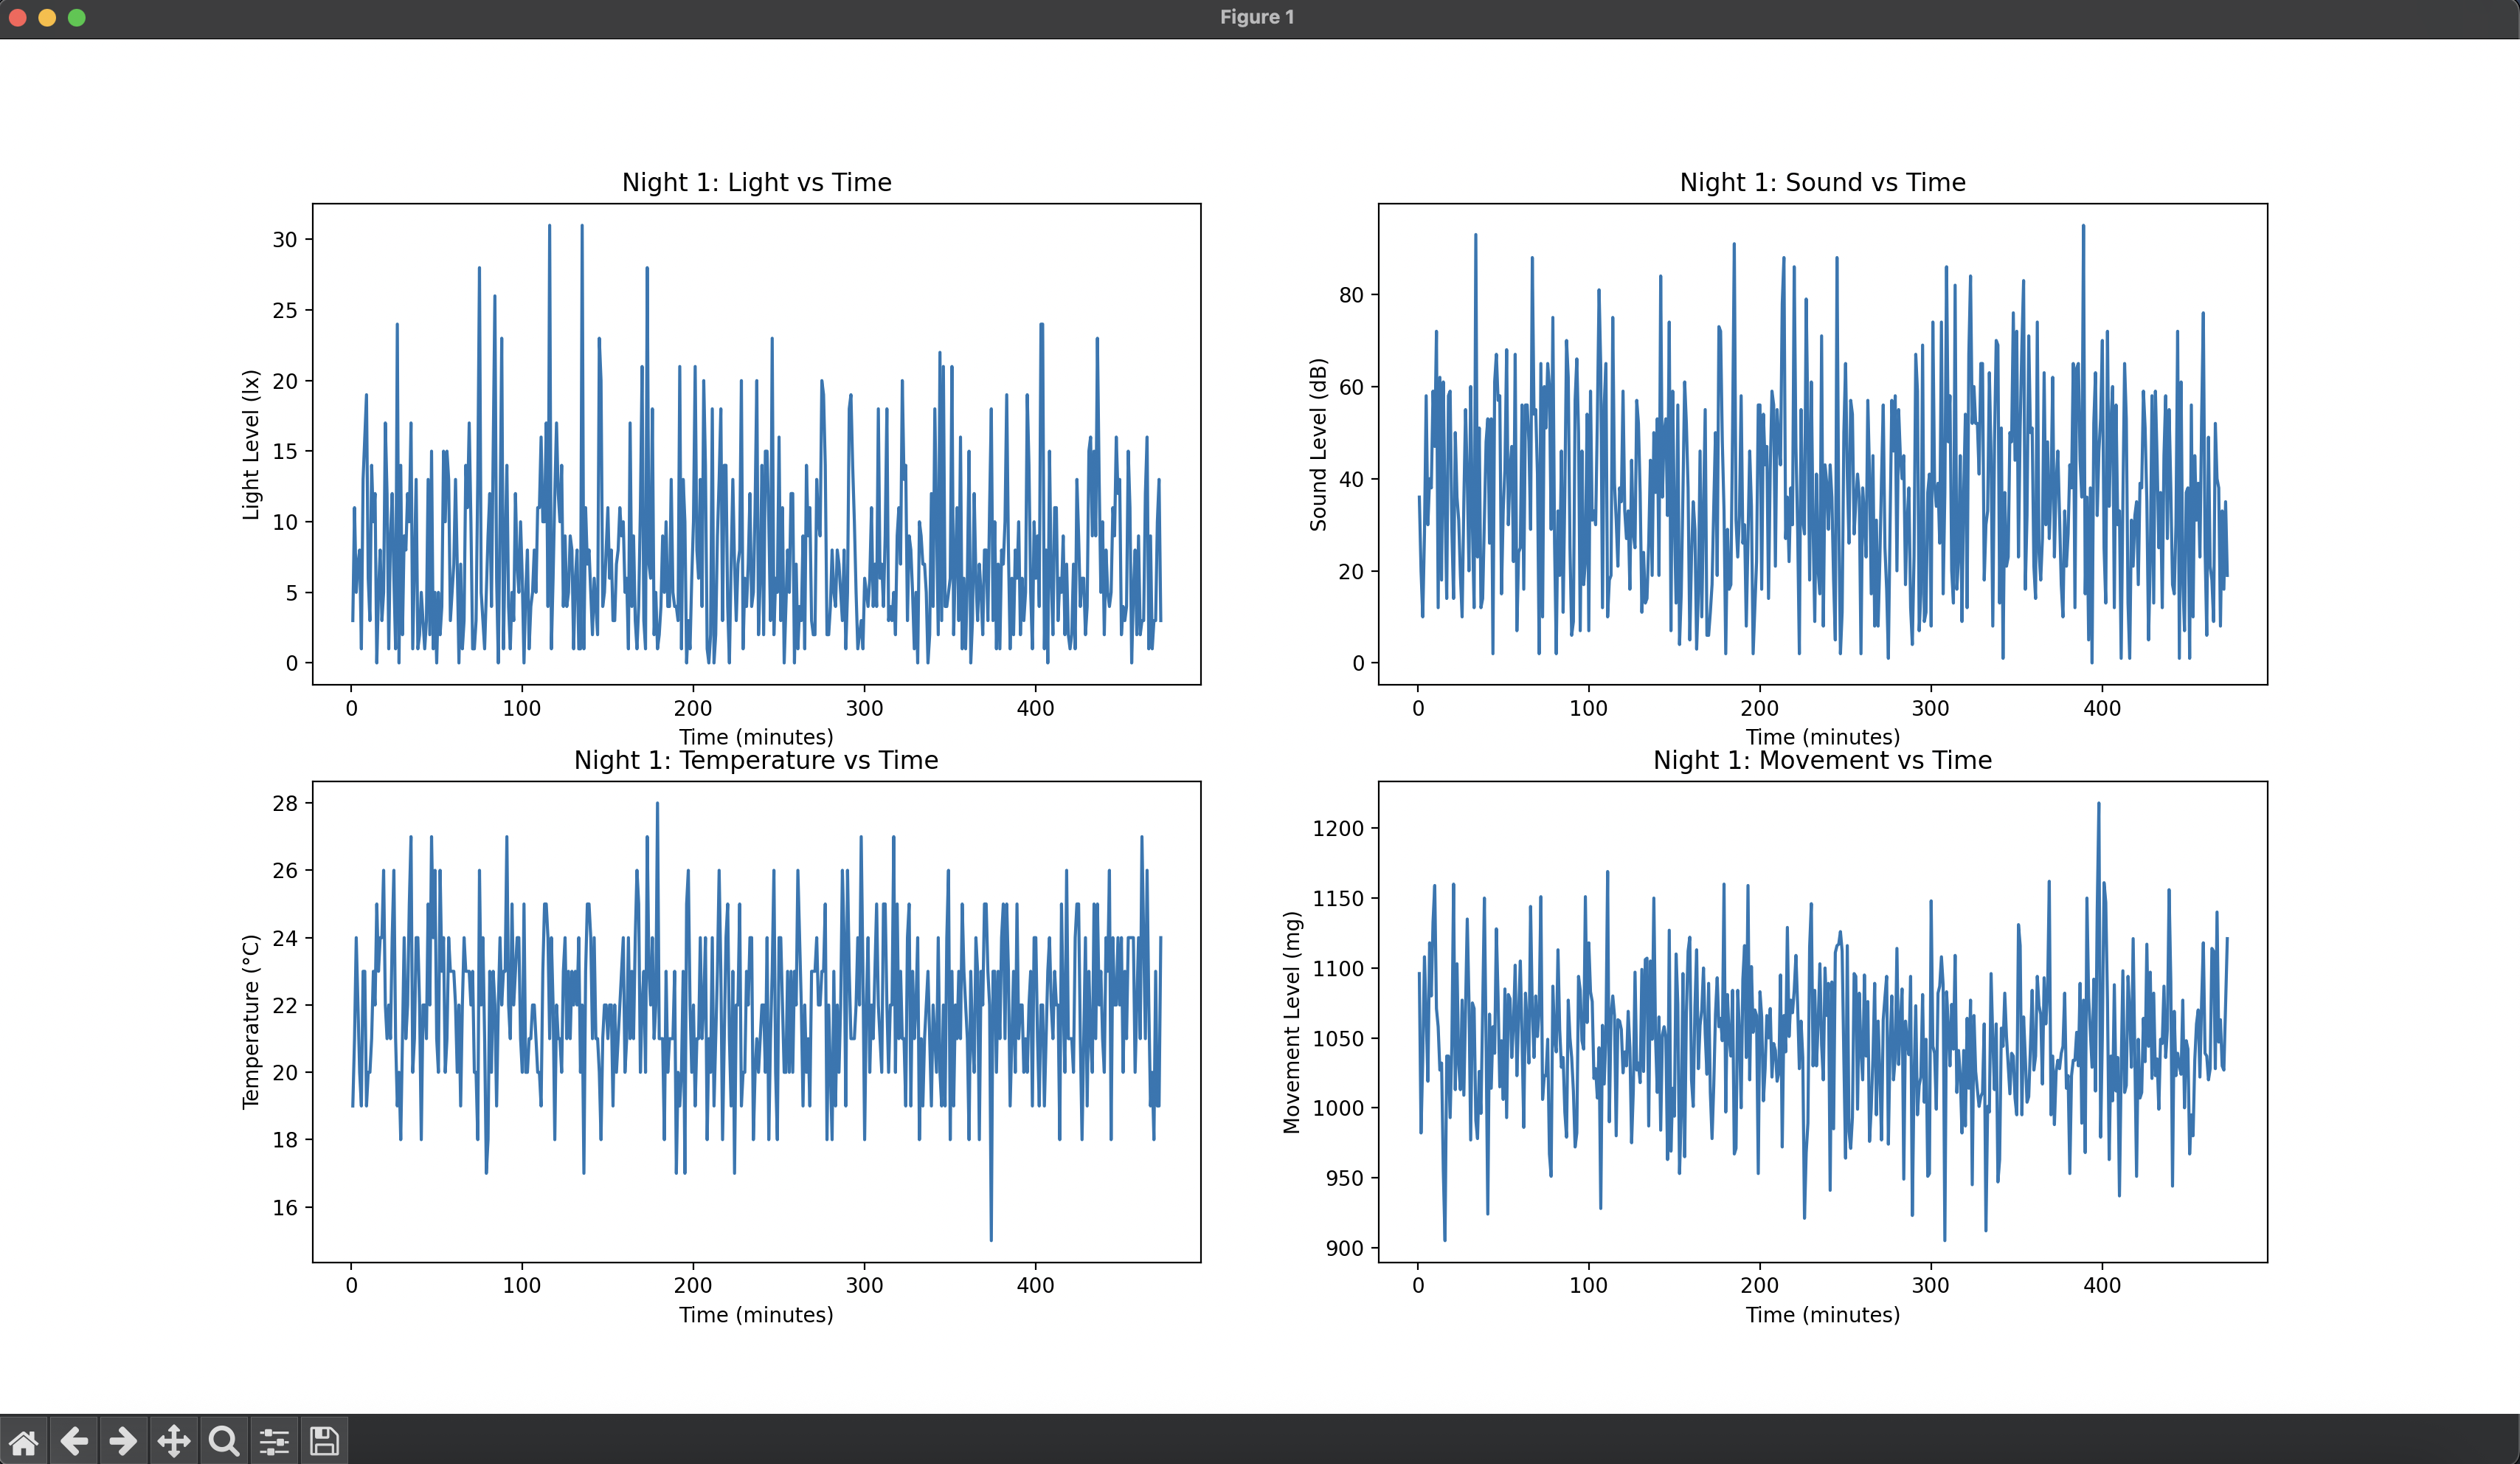 Figure 1
Night 1: Light vs Time
Light Level (lx)
30
25
20
15
10
5
0
0 100 200 300 400
Time (minutes)
Night 1: Sound vs Time
Sound Level (dB)
80
60
40
20
0
0 100 200 300 400
Time (minutes)
Night 1: Temperature vs Time
Temperature (°C)
28
26
24
22
20
18
16
0 100 200 300 400
Time (minutes)
Night 1: Movement vs Time
Movement Level (mg)
1200
1150
1100
1050
1000
950
900
0 100 200 300 400
Time (minutes)